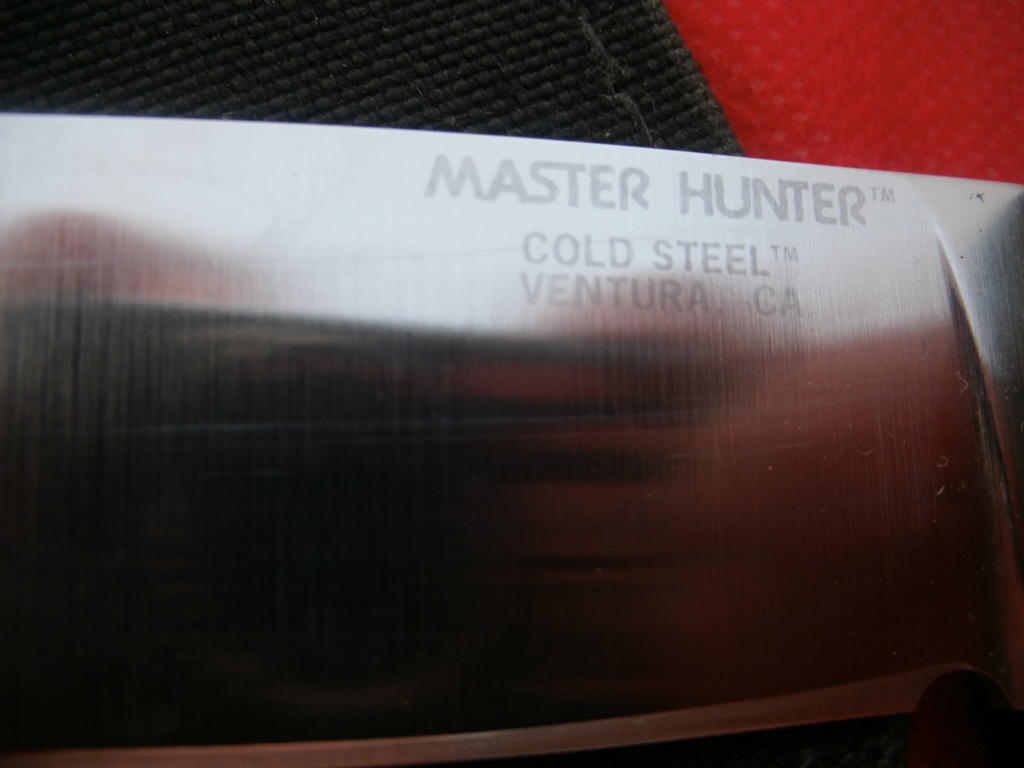 MASTER HUNTER™
COLD STEEL™
VENTURA, CA